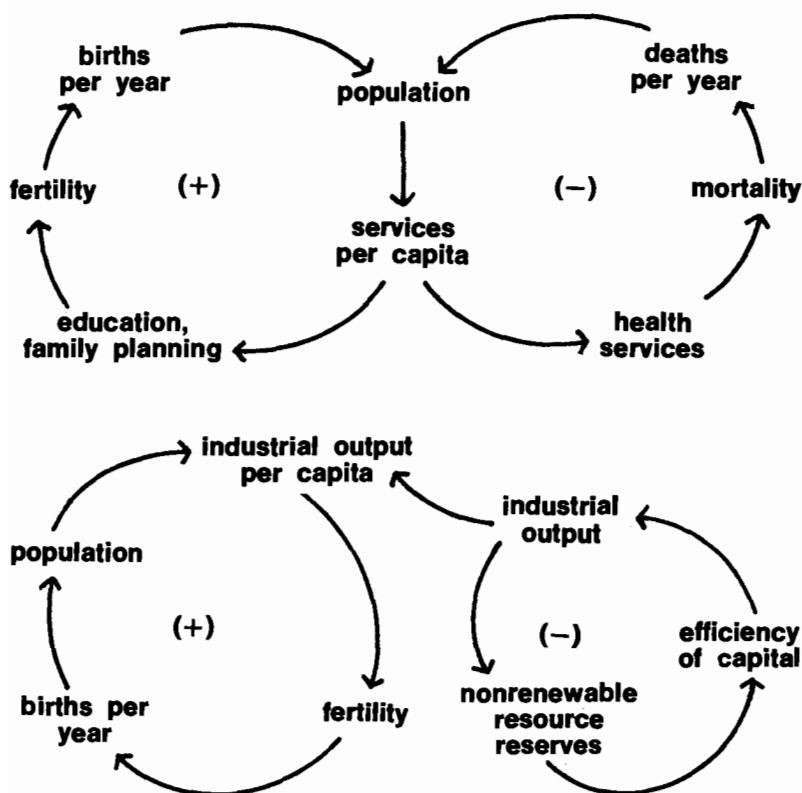 births
per year
population
deaths
per year
fertility
(+)
(−)
mortality
services
per capita
education,
family planning
health
services
industrial output
per capita
industrial
output
population
(+)
(−)
efficiency
of capital
births per
year
fertility
nonrenewable
resource
reserves